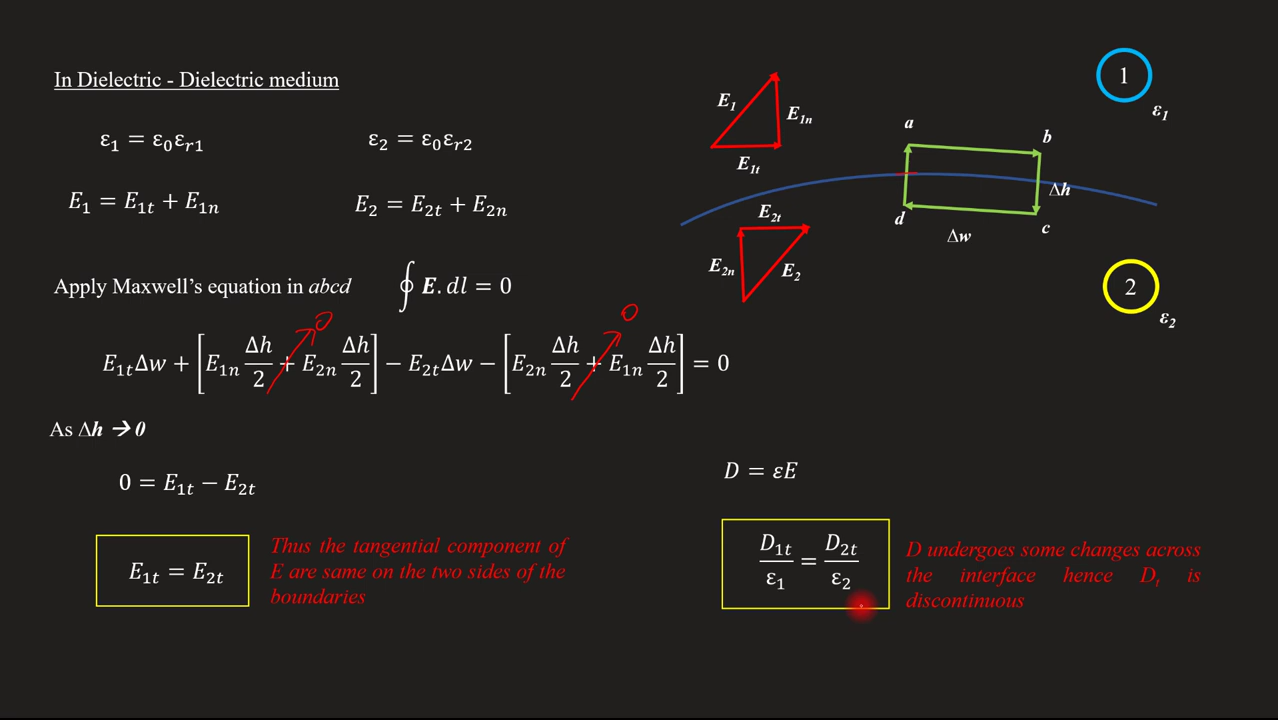 In Dielectric - Dielectric medium
ε₁ = ε₀εᵣ₁
ε₂ = ε₀εᵣ₂
E₁ = E₁ₜ + E₁ₙ
E₂ = E₂ₜ + E₂ₙ
Apply Maxwell's equation in abcd ∮ E. dl = 0
0 0
E₁ₜΔw + [E₁ₙ Δh/2 + E₂ₙ Δh/2] − E₂ₜΔw − [E₂ₙ Δh/2 + E₁ₙ Δh/2] = 0
As Δh → 0
0 = E₁ₜ − E₂ₜ
E₁ₜ = E₂ₜ
Thus the tangential component of
E are same on the two sides of the
boundaries
E₁
E₁ₙ
E₁ₜ
a
b
Δh
d
c
Δw
E₂ₜ
E₂ₙ
E₂
1
ε₁
2
ε₂
D = εE
D₁ₜ/ε₁ = D₂ₜ/ε₂
D undergoes some changes across
the interface hence Dₜ is
discontinuous